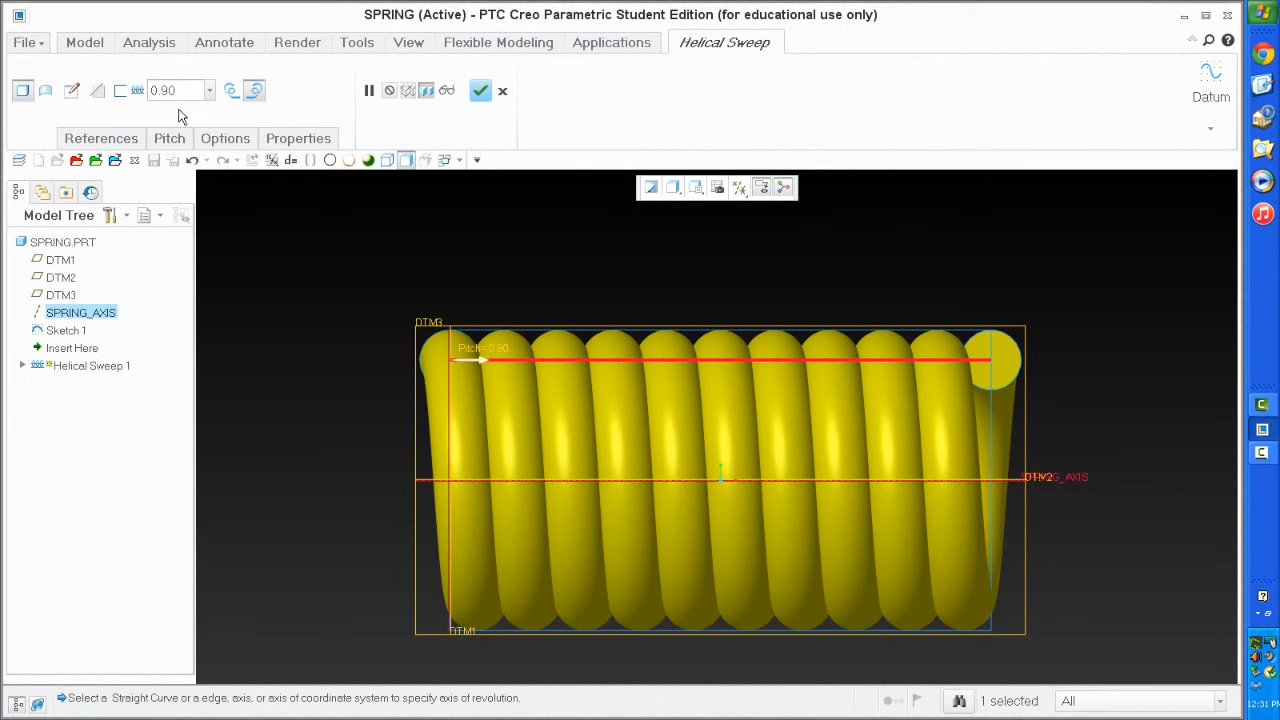 SPRING (Active) - PTC Creo Parametric Student Edition (for educational use only)
File Model Analysis Annotate Render Tools View Flexible Modeling Applications Helical Sweep
0.90
Datum
References Pitch Options Properties
Model Tree
SPRING.PRT
DTM1
DTM2
DTM3
SPRING_AXIS
Sketch 1
Insert Here
Helical Sweep 1
DTM3
Pitch=0.90
DTM1
Select a Straight Curve or a edge, axis, or axis of coordinate system to specify axis of revolution.
1 selected
All
12:31 PM